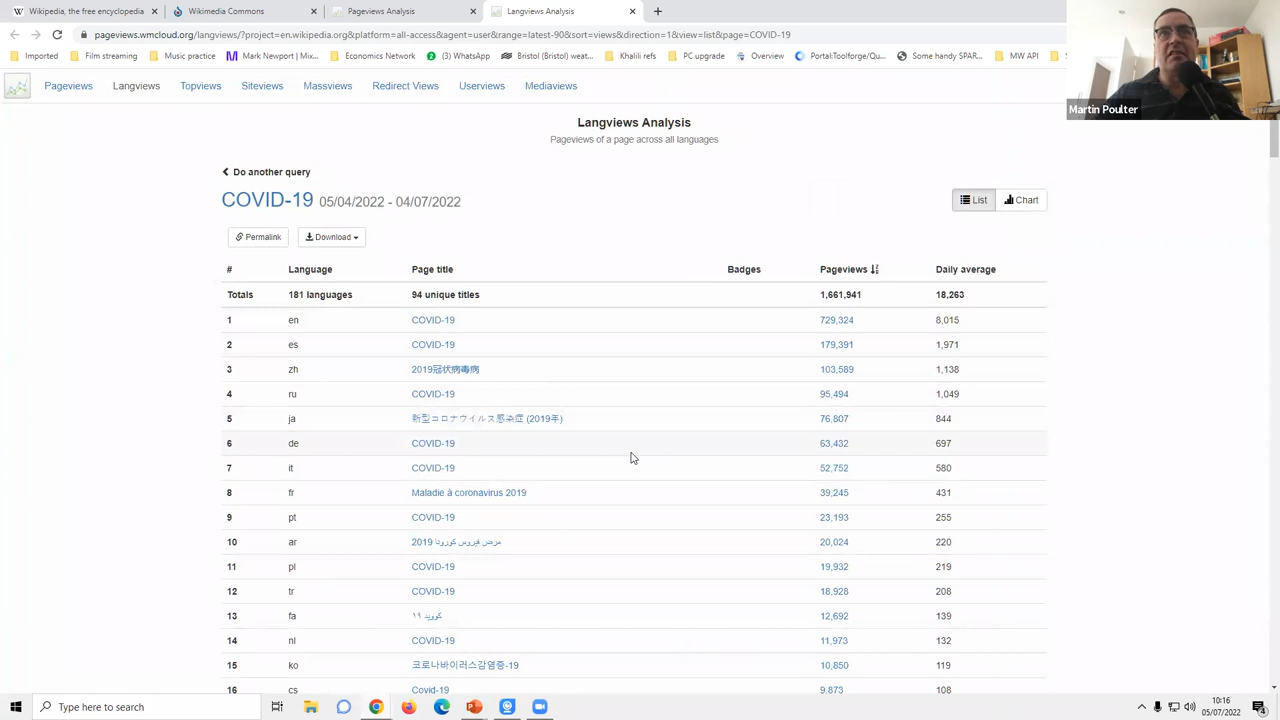 Wikipedia, the free encyclopedia
Wikimedia Commons
Pageviews Analysis
Langviews Analysis
pageviews.wmcloud.org/langviews/?project=en.wikipedia.org&platform=all-access&agent=user&range=latest-90&sort=views&direction=1&view=list&page=COVID-19
Imported
Film streaming
Productivity
Mark Newport | Mix...
Economics Network
(3) WhatsApp
Bristol (Bristol) weat...
Khalili refs
PC upgrade
Overview
Portal:Toolforge/Qu...
Some handy SPAR...
MW API
Martin Poulter
Pageviews
Langviews
Topviews
Siteviews
Massviews
Redirect Views
Userviews
Mediaviews
Langviews Analysis
Pageviews of a page across all languages
Do another query
COVID-19 05/04/2022 - 04/07/2022
List
Chart
Permalink
Download
# Language Page title Badges Pageviews Daily average
Totals 181 languages 94 unique titles 1,661,941 18,263
1 en COVID-19 729,324 8,015
2 es COVID-19 179,391 1,971
3 zh 2019冠状病毒病 103,589 1,138
4 ru COVID-19 95,494 1,049
5 ja 新型コロナウイルス感染症 (2019年) 76,807 844
6 de COVID-19 63,432 697
7 it COVID-19 52,752 580
8 fr Maladie à coronavirus 2019 39,245 431
9 pt COVID-19 23,193 255
10 ar مرض فيروس كورونا 2019 20,024 220
11 pl COVID-19 19,932 219
12 tr COVID-19 18,928 208
13 fa کووید ۱۹ 12,692 139
14 nl COVID-19 11,973 132
15 ko 코로나바이러스감염증-19 10,850 119
16 cs Covid-19 9,873 108
Type here to search
10:16
05/07/2022
4